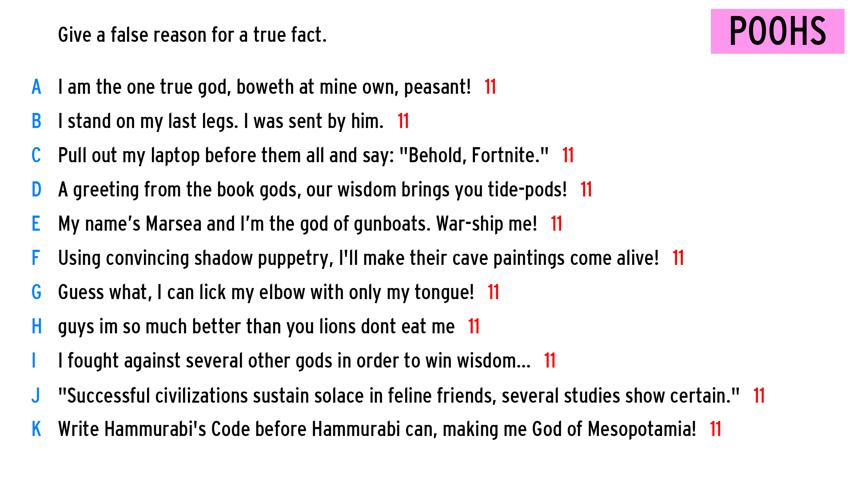 Give a false reason for a true fact.
POOHS
A I am the one true god, boweth at mine own, peasant! 11
B I stand on my last legs. I was sent by him. 11
C Pull out my laptop before them all and say: "Behold, Fortnite." 11
D A greeting from the book gods, our wisdom brings you tide-pods! 11
E My name's Marsea and I'm the god of gunboats. War-ship me! 11
F Using convincing shadow puppetry, I'll make their cave paintings come alive! 11
G Guess what, I can lick my elbow with only my tongue! 11
H guys im so much better than you lions dont eat me 11
I I fought against several other gods in order to win wisdom... 11
J "Successful civilizations sustain solace in feline friends, several studies show certain." 11
K Write Hammurabi's Code before Hammurabi can, making me God of Mesopotamia! 11